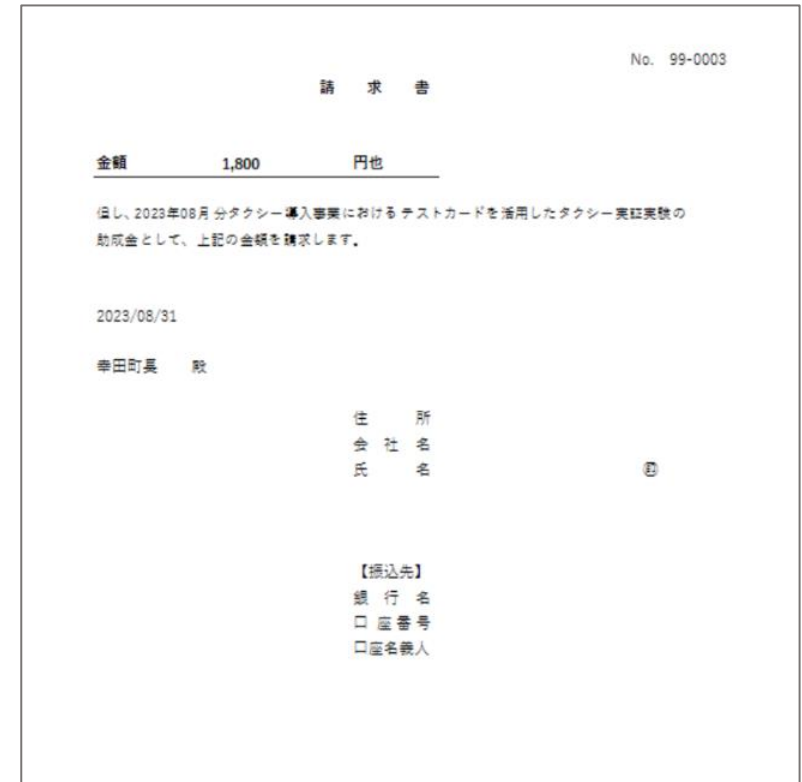 No. 99-0003
請 求 書
金額 1,800 円也
但し、2023年08月 分タクシー導入事業における テストカードを活用したタクシー実証実験の
助成金として、上記の金額を請求します。
2023/08/31
幸田町長 殿
住 所
会 社 名
氏 名 ㊞
【振込先】
銀 行 名
口 座 番 号
口座名義人